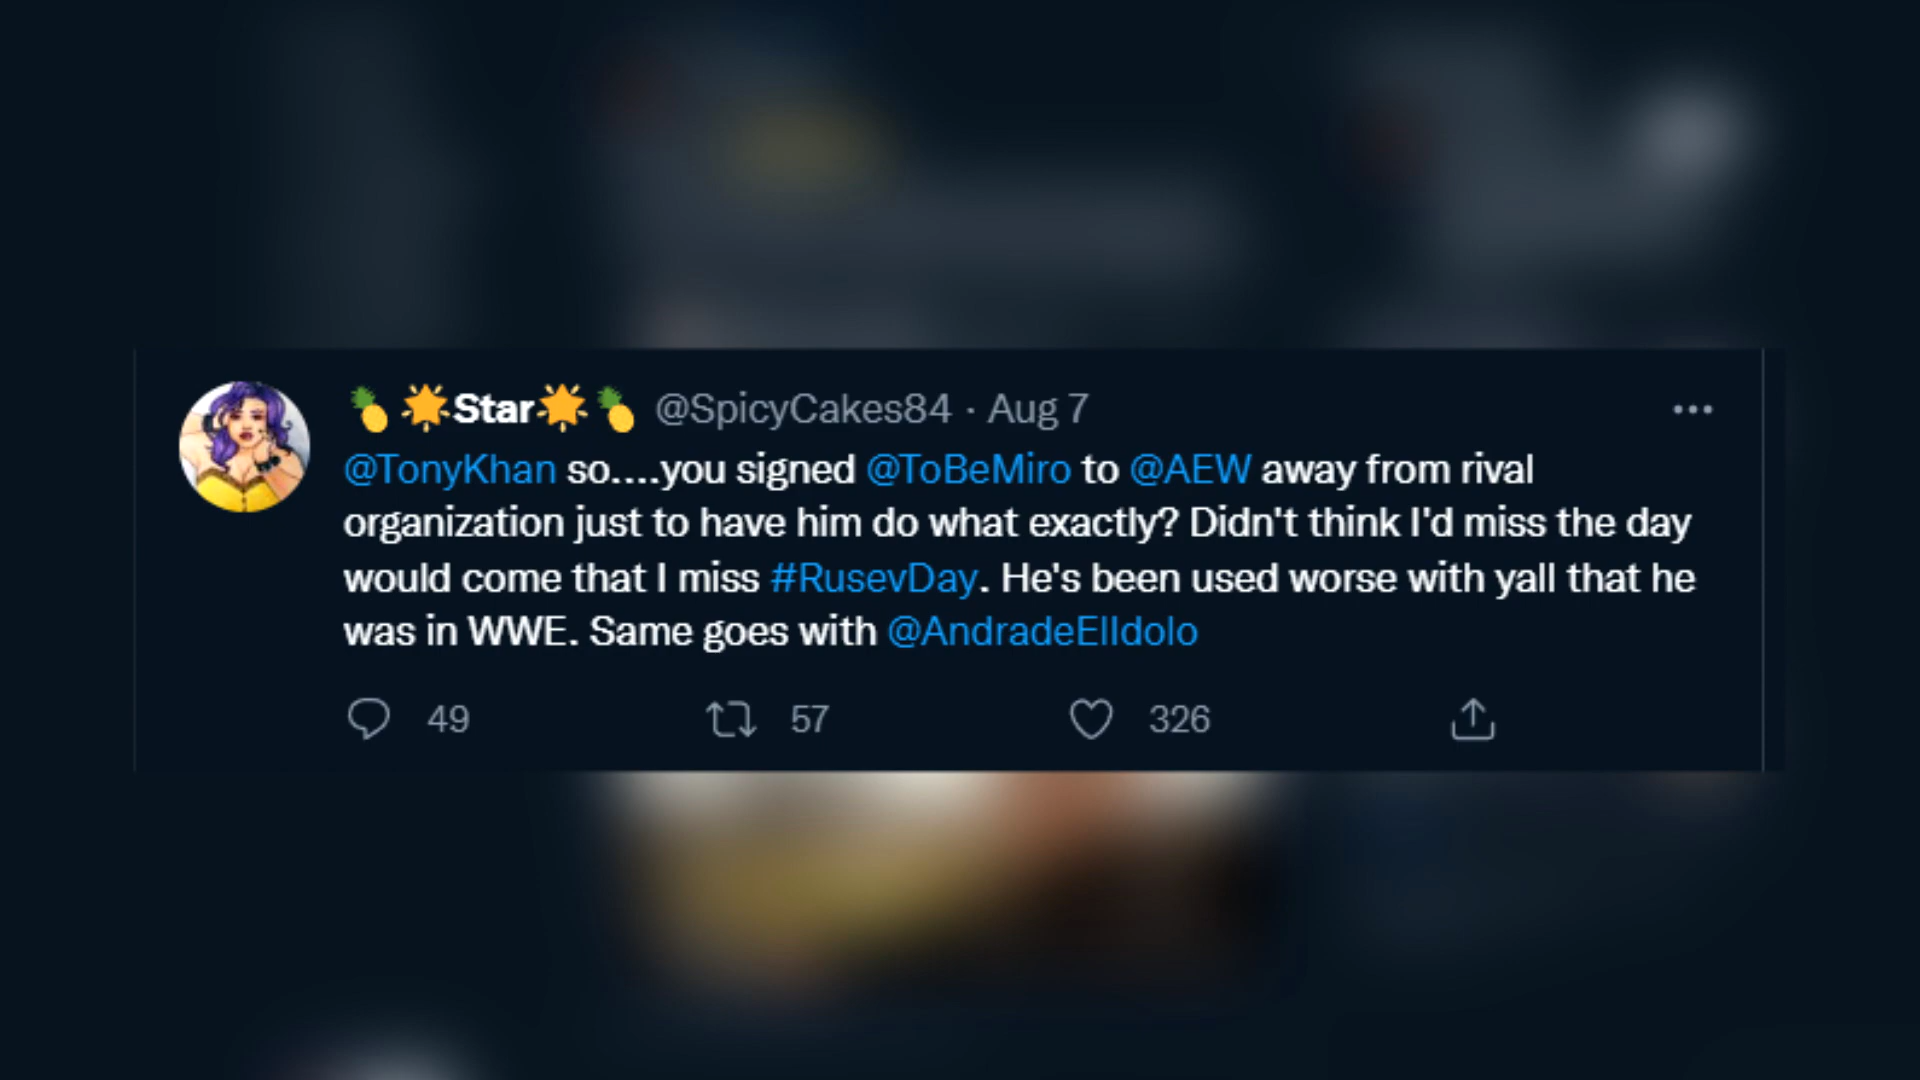 🍍🌟Star🌟🍍 @SpicyCakes84 · Aug 7
@TonyKhan so....you signed @ToBeMiro to @AEW away from rival
organization just to have him do what exactly? Didn't think I'd miss the day
would come that I miss #RusevDay. He's been used worse with yall that he
was in WWE. Same goes with @AndradeElIdolo
49 57 326